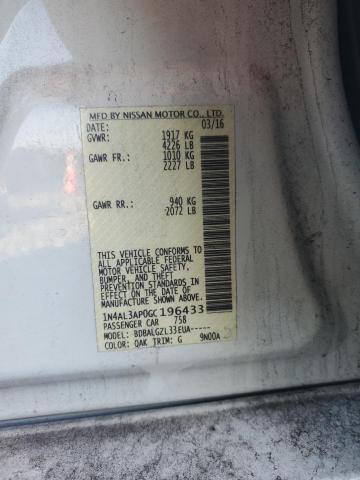 MFD BY NISSAN MOTOR CO., LTD.
DATE: 03/16
GVWR: 1917 KG
4226 LB
GAWR FR.: 1010 KG
2227 LB
GAWR RR.: 940 KG
2072 LB
THIS VEHICLE CONFORMS TO
ALL APPLICABLE FEDERAL
MOTOR VEHICLE SAFETY,
BUMPER, AND THEFT
PREVENTION STANDARDS IN
EFFECT ON THE DATE OF
MANUFACTURE SHOWN ABOVE.
1N4AL3AP0GC196433
PASSENGER CAR 758
MODEL: BDBALGZL33EUA-----
COLOR: QAK TRIM: G 9N00A